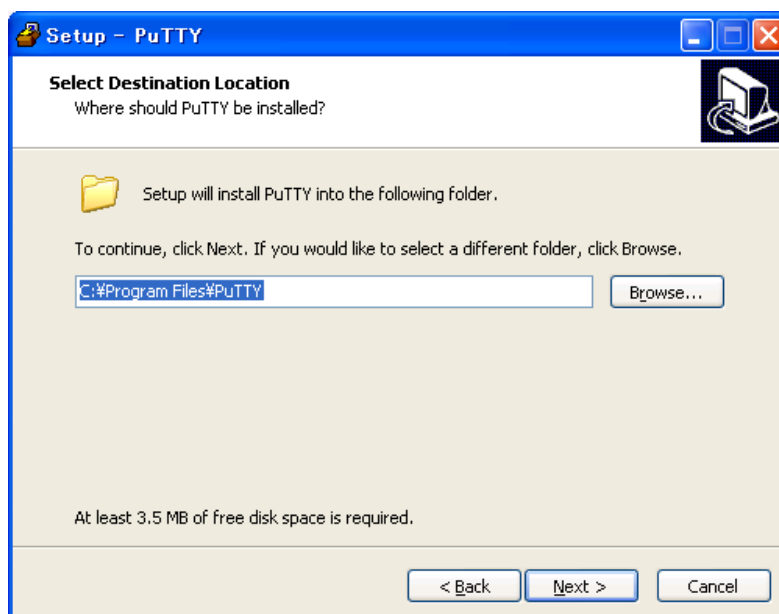 Setup - PuTTY
Select Destination Location
Where should PuTTY be installed?
Setup will install PuTTY into the following folder.
To continue, click Next. If you would like to select a different folder, click Browse.
C:¥Program Files¥PuTTY
Browse...
At least 3.5 MB of free disk space is required.
< Back
Next >
Cancel